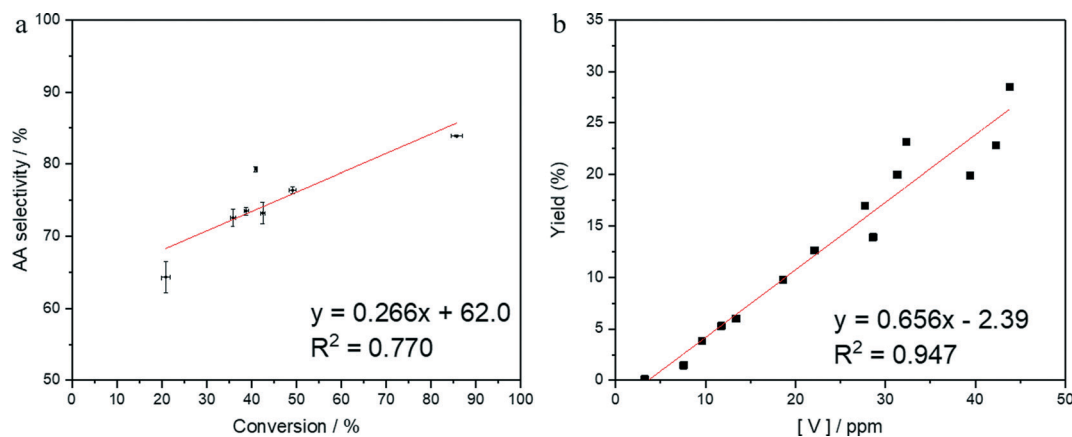 a
100
90
80
70
60
50
AA selectivity / %
y = 0.266x + 62.0
R² = 0.770
0 10 20 30 40 50 60 70 80 90 100
Conversion / %
b
35
30
25
20
15
10
5
0
Yield (%)
y = 0.656x - 2.39
R² = 0.947
0 10 20 30 40 50
[ V ] / ppm